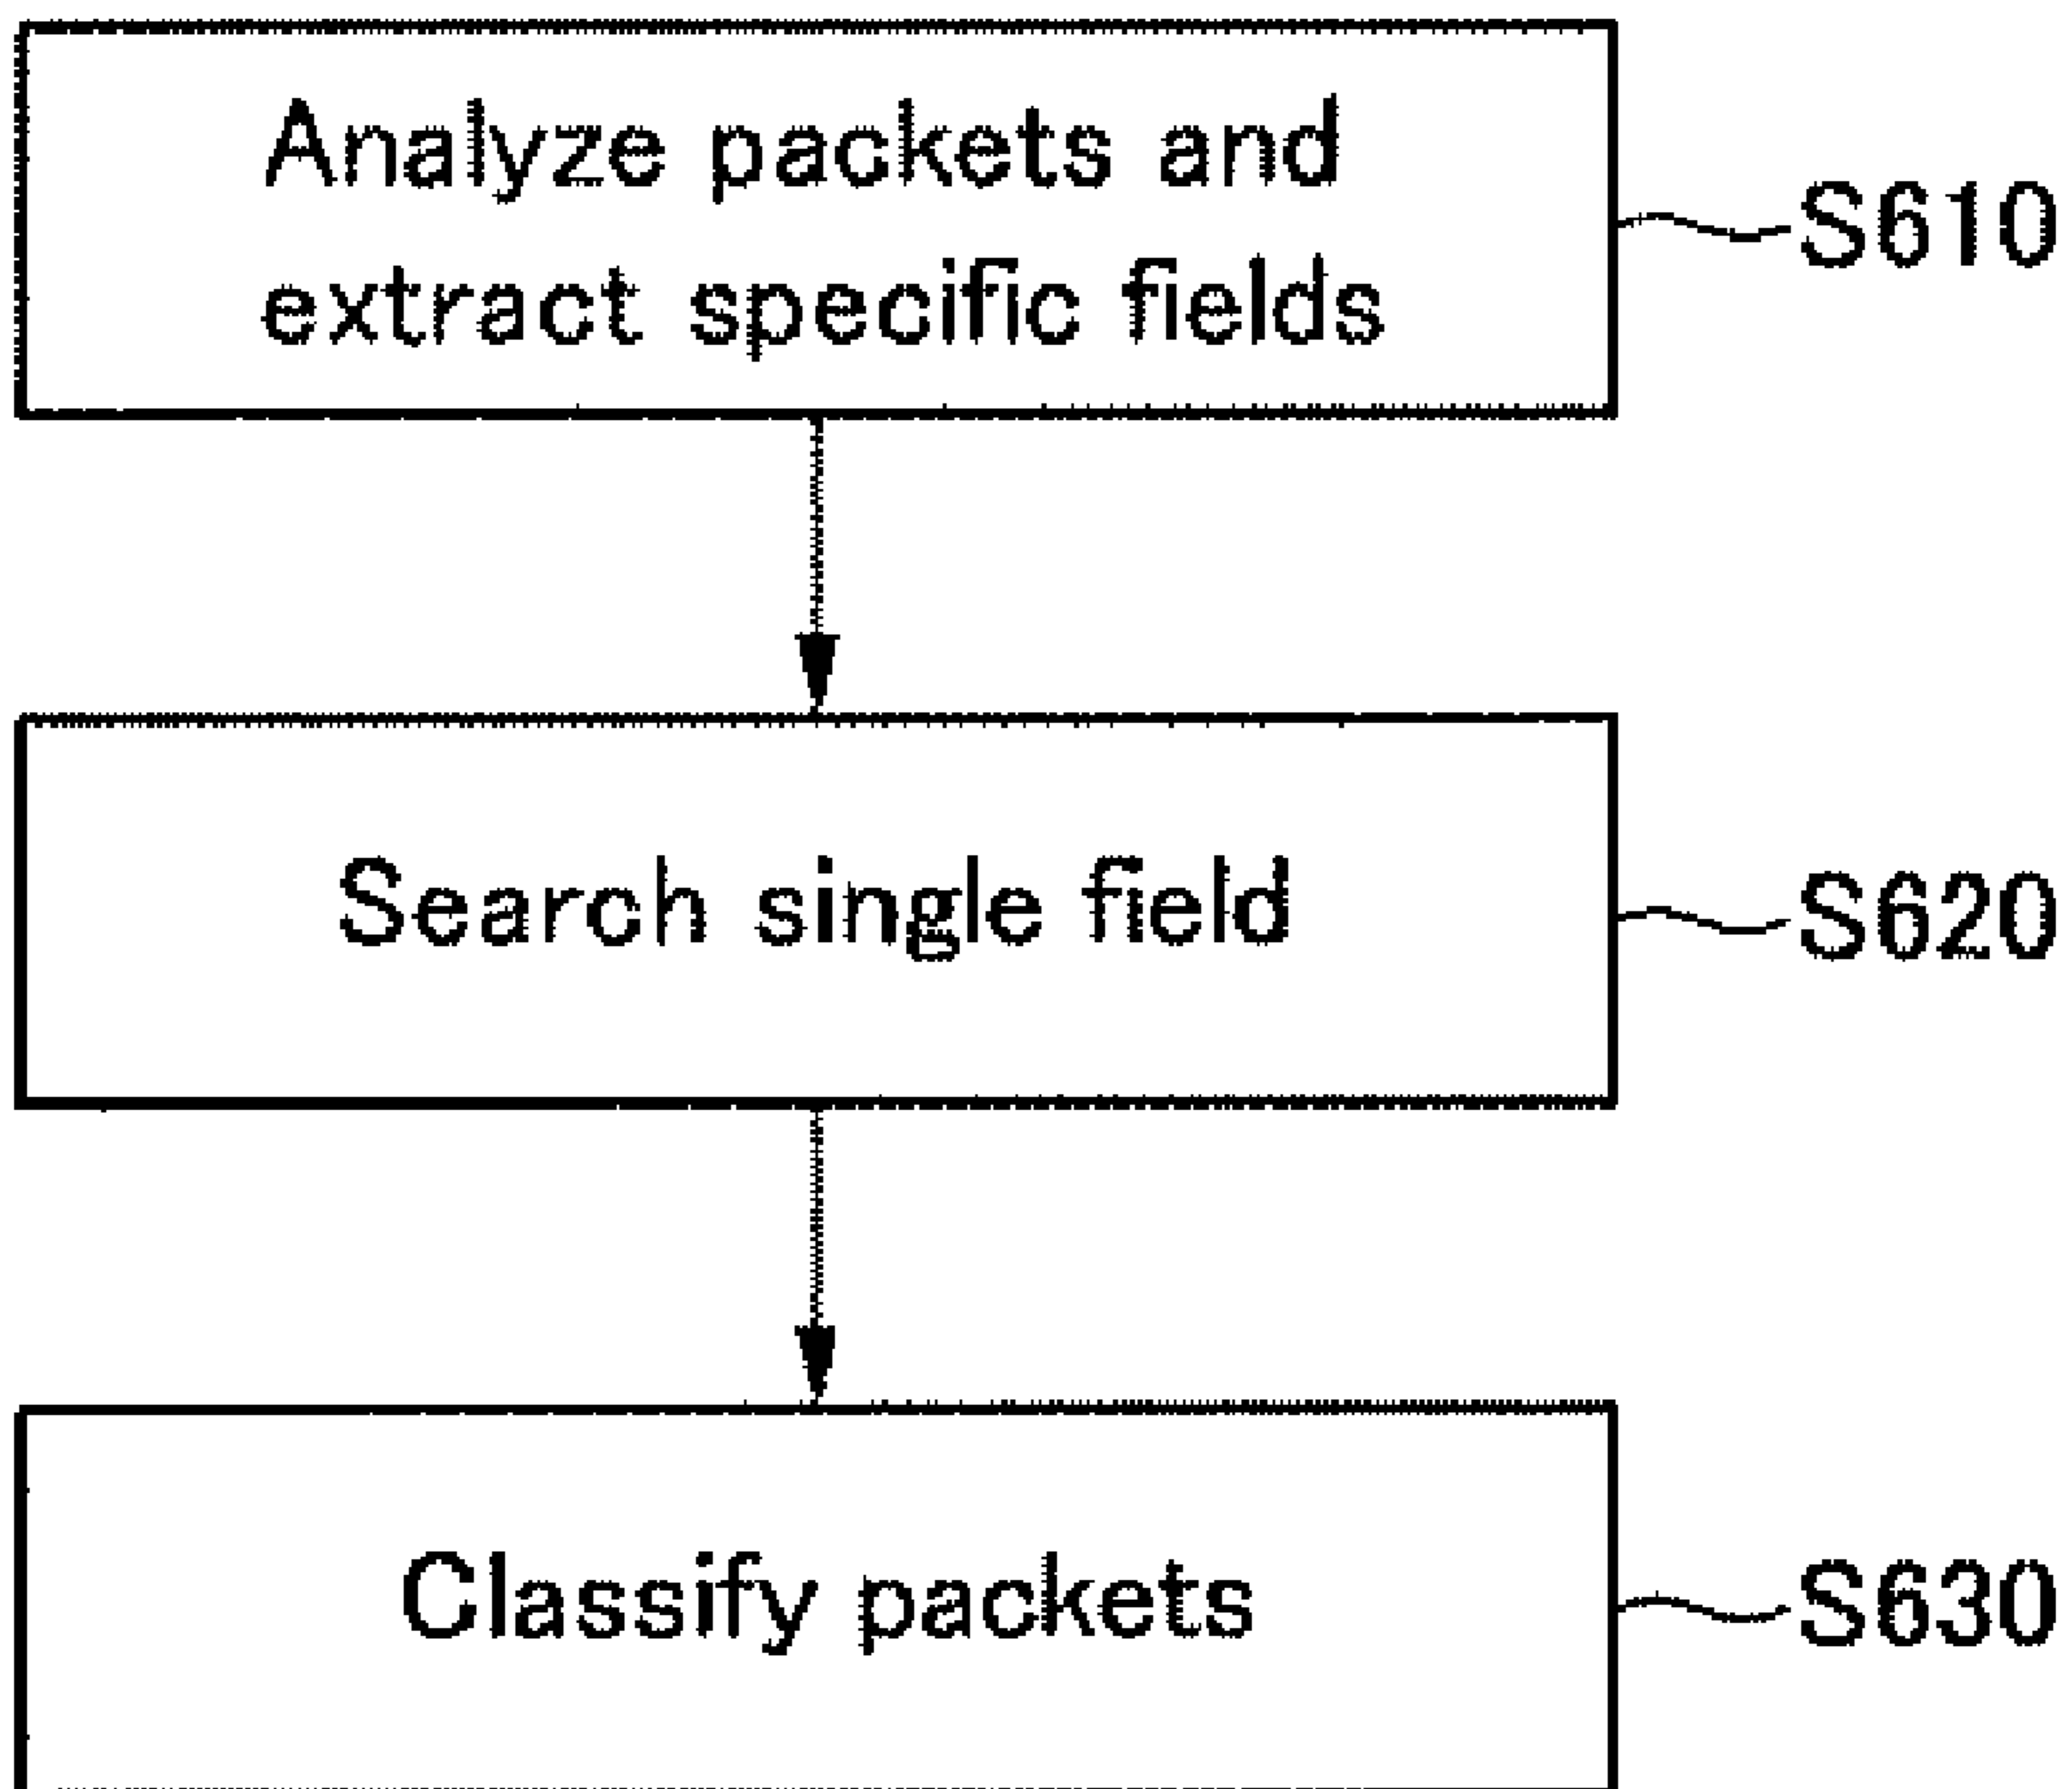 Analyze packets and
extract specific fields
S610
Search single field
S620
Classify packets
S630